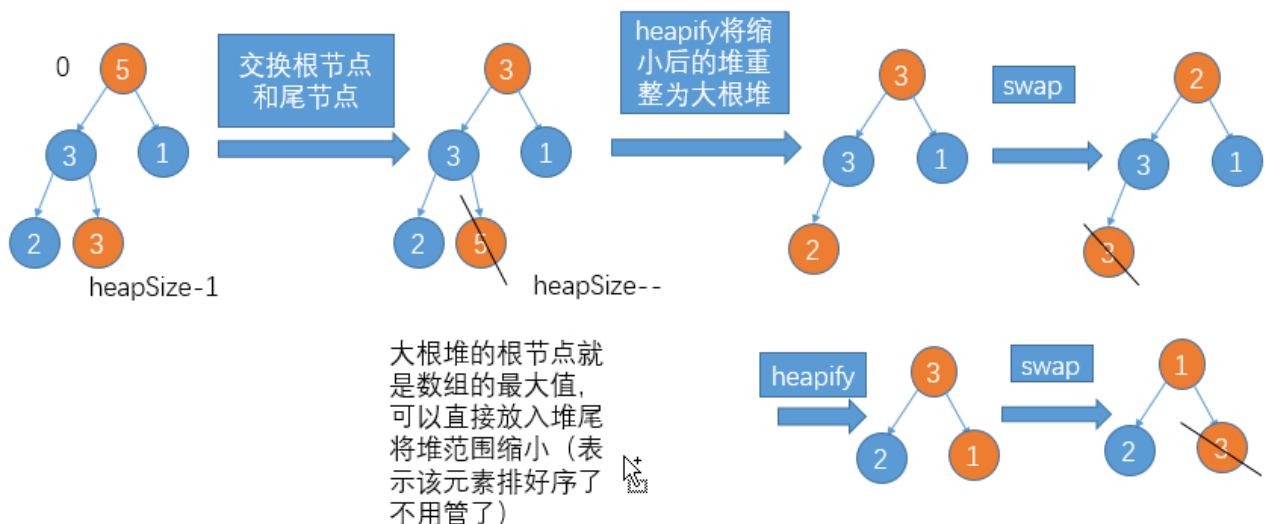 0
5
3
1
2
3
heapSize-1
交换根节点
和尾节点
3
3
1
2
5
heapSize--
heapify将缩
小后的堆重
整为大根堆
3
3
1
2
swap
2
3
1
3
大根堆的根节点就
是数组的最大值,
可以直接放入堆尾
将堆范围缩小（表
示该元素排好序了
不用管了）
heapify
3
2
1
swap
1
2
3